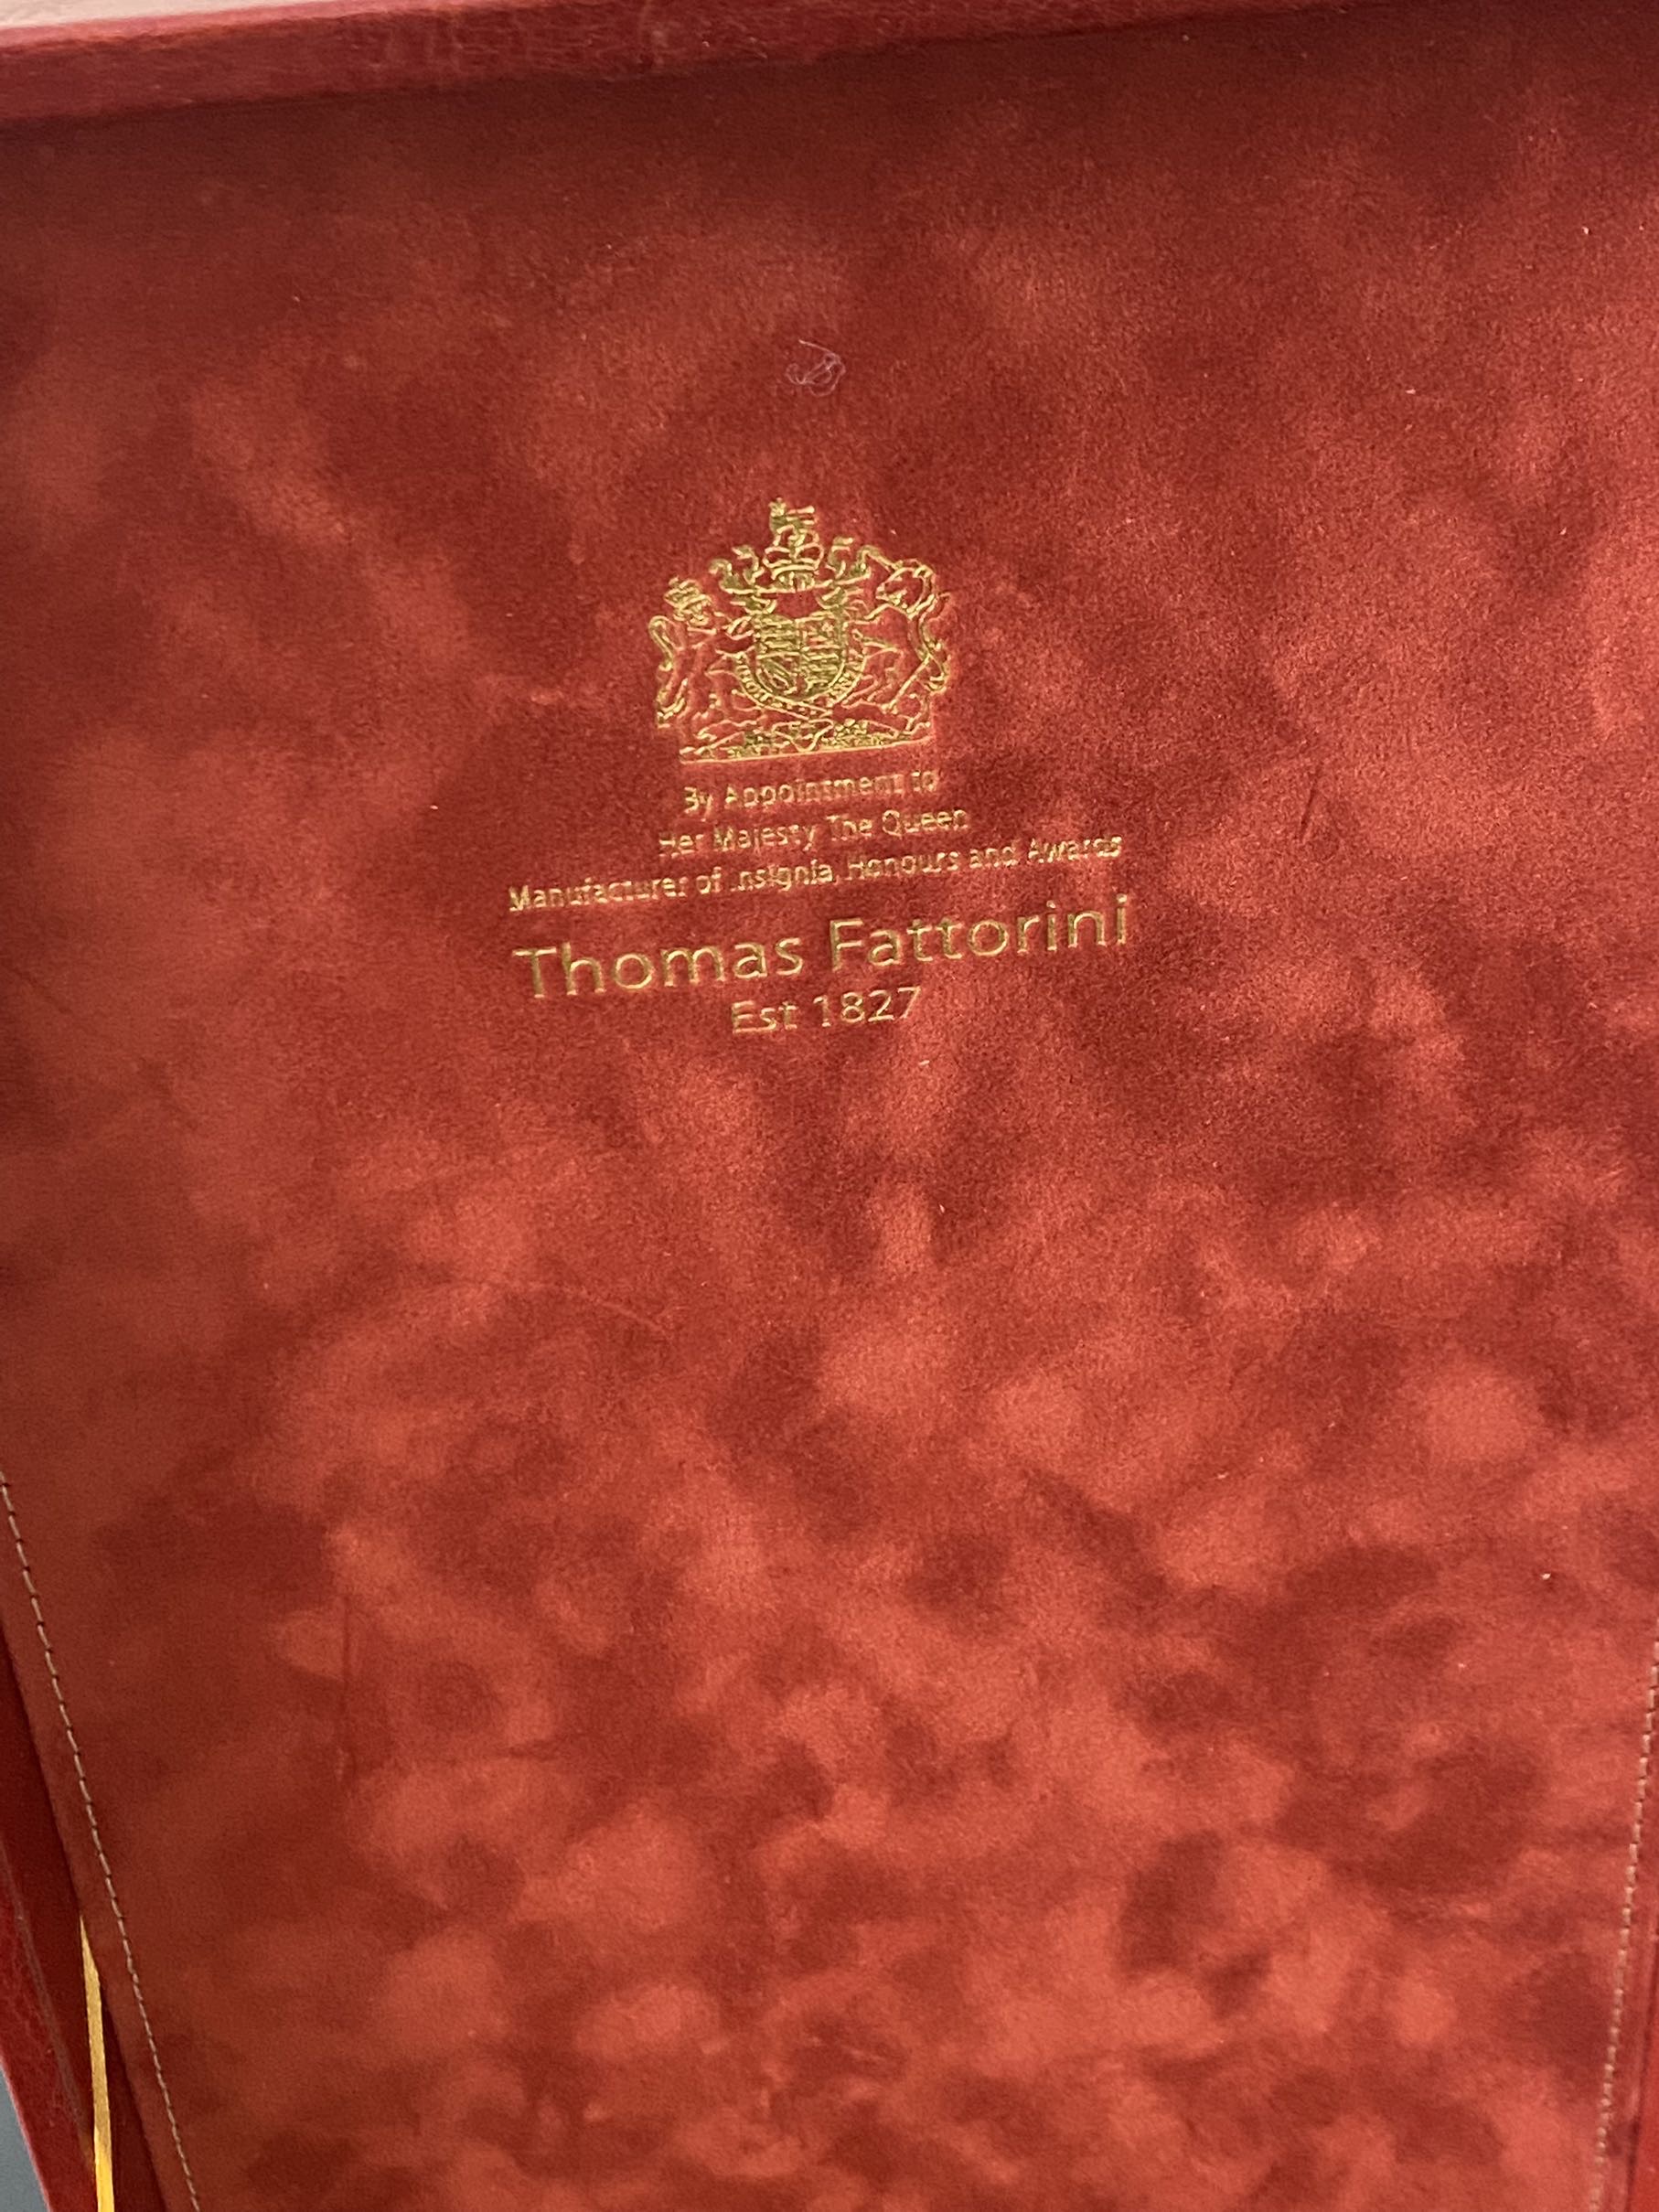 By Appointment to
Her Majesty The Queen
Manufacturer of Insignia, Honours and Awards
Thomas Fattorini
Est 1827